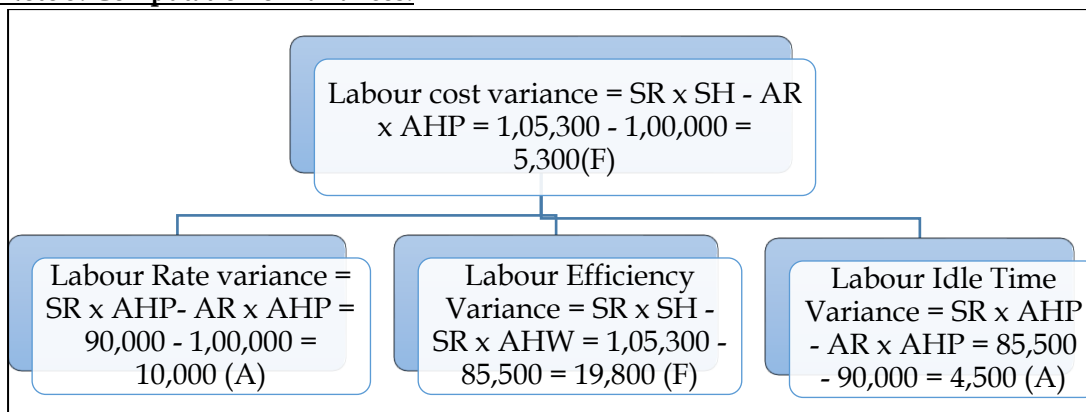 Labour cost variance = SR x SH - AR
x AHP = 1,05,300 - 1,00,000 =
5,300(F)
Labour Rate variance =
SR x AHP- AR x AHP =
90,000 - 1,00,000 =
10,000 (A)
Labour Efficiency
Variance = SR x SH -
SR x AHW = 1,05,300 -
85,500 = 19,800 (F)
Labour Idle Time
Variance = SR x AHP
- AR x AHP = 85,500
- 90,000 = 4,500 (A)